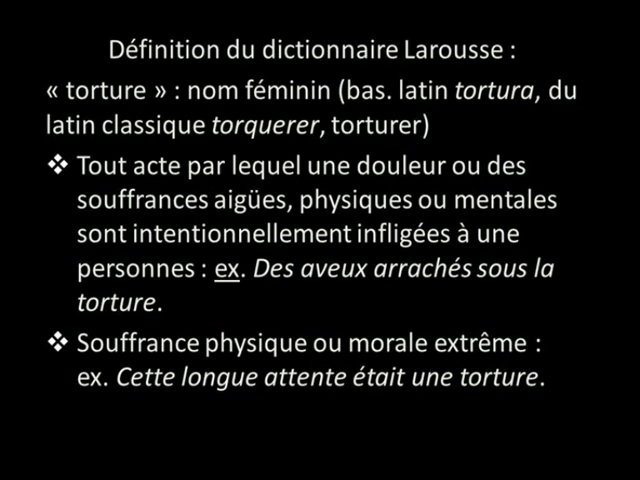 Définition du dictionnaire Larousse :
« torture » : nom féminin (bas. latin tortura, du
latin classique torquerer, torturer)
❖ Tout acte par lequel une douleur ou des
souffrances aigües, physiques ou mentales
sont intentionnellement infligées à une
personnes : ex. Des aveux arrachés sous la
torture.
❖ Souffrance physique ou morale extrême :
ex. Cette longue attente était une torture.